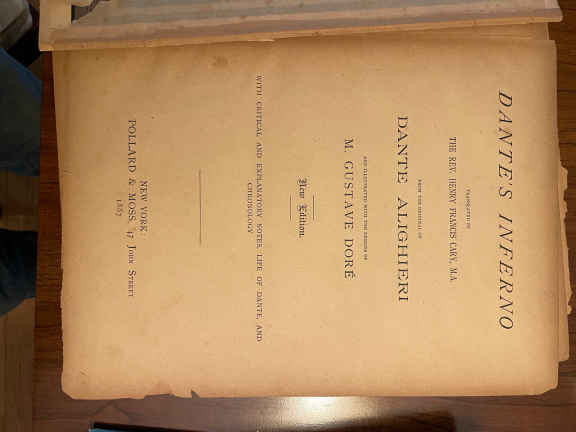 DANTE'S INFERNO
TRANSLATED BY
THE REV. HENRY FRANCIS CARY, M.A.
FROM THE ORIGINAL OF
DANTE ALIGHIERI
AND ILLUSTRATED WITH THE DESIGNS OF
M. GUSTAVE DORÉ
New Edition.
WITH CRITICAL AND EXPLANATORY NOTES, LIFE OF DANTE, AND
CHRONOLOGY
NEW YORK:
POLLARD & MOSS, 47 JOHN STREET
1887